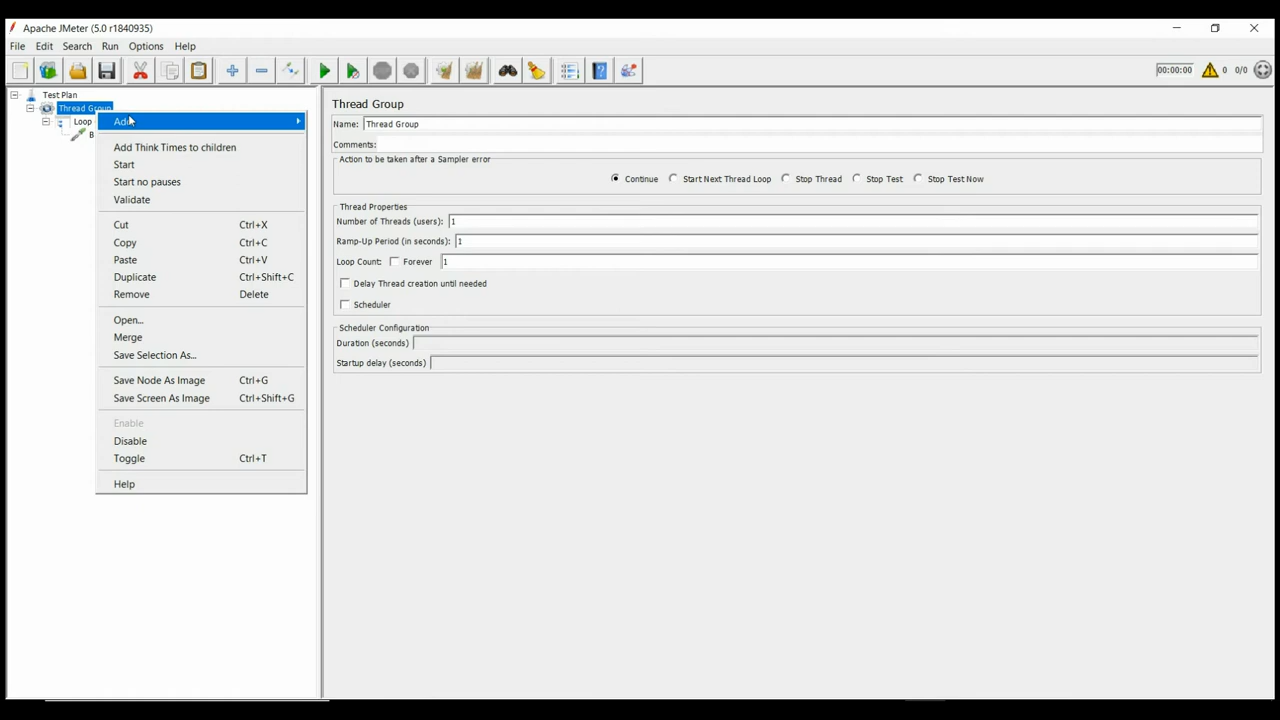 Apache JMeter (5.0 r1840935)
File Edit Search Run Options Help
00:00:00 0 0/0
Test Plan
Thread Group
Loop
B
Add
Add Think Times to children
Start
Start no pauses
Validate
Cut Ctrl+X
Copy Ctrl+C
Paste Ctrl+V
Duplicate Ctrl+Shift+C
Remove Delete
Open...
Merge
Save Selection As...
Save Node As Image Ctrl+G
Save Screen As Image Ctrl+Shift+G
Enable
Disable
Toggle Ctrl+T
Help
Thread Group
Name: Thread Group
Comments:
Action to be taken after a Sampler error
Continue Start Next Thread Loop Stop Thread Stop Test Stop Test Now
Thread Properties
Number of Threads (users): 1
Ramp-Up Period (in seconds): 1
Loop Count: Forever 1
Delay Thread creation until needed
Scheduler
Scheduler Configuration
Duration (seconds)
Startup delay (seconds)